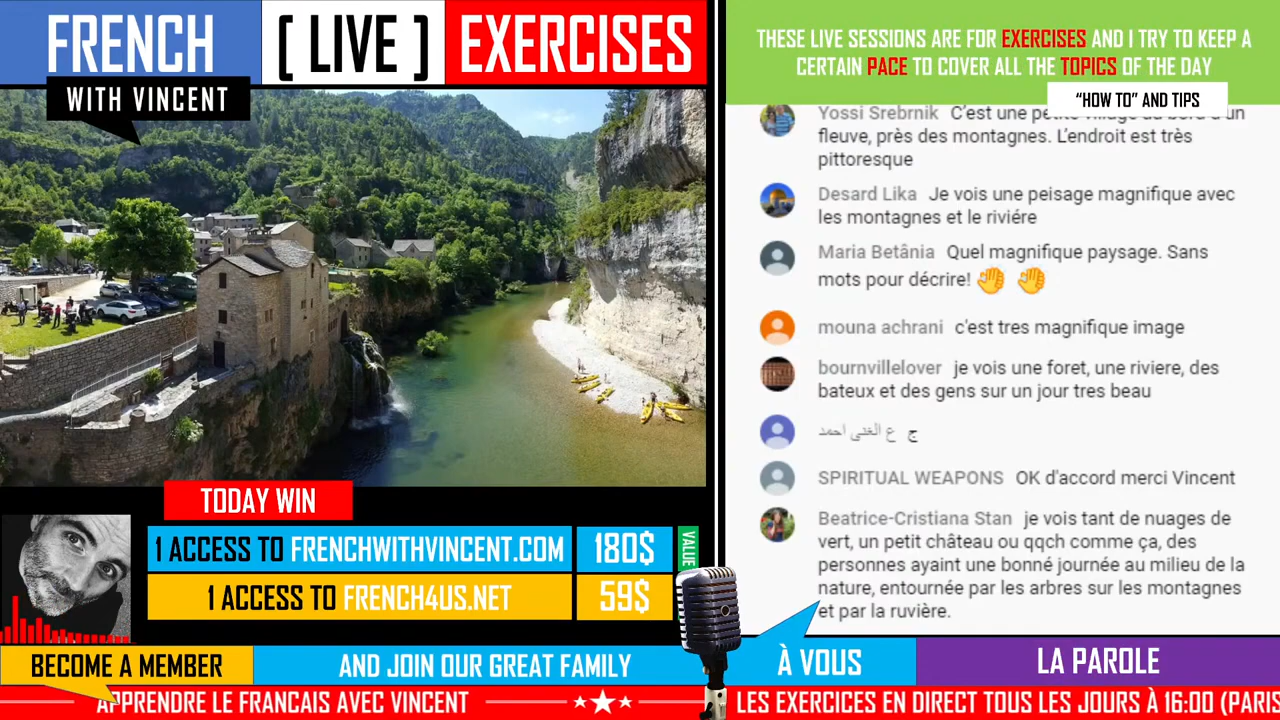 FRENCH
[ LIVE ]
EXERCISES
WITH VINCENT
THESE LIVE SESSIONS ARE FOR EXERCISES AND I TRY TO KEEP A
CERTAIN PACE TO COVER ALL THE TOPICS OF THE DAY
“HOW TO” AND TIPS
Yossi Srebrnik C'est une petite village au bord d'un
fleuve, près des montagnes. L'endroit est très
pittoresque
Desard Lika Je vois une peisage magnifique avec
les montagnes et le riviére
Maria Betânia Quel magnifique paysage. Sans
mots pour décrire!
mouna achrani c'est tres magnifique image
bournvillelover je vois une foret, une riviere, des
bateux et des gens sur un jour tres beau
ج ع الغنى احمد
SPIRITUAL WEAPONS OK d'accord merci Vincent
Beatrice-Cristiana Stan je vois tant de nuages de
vert, un petit château ou qqch comme ça, des
personnes ayaint une bonné journée au milieu de la
nature, entournée par les arbres sur les montagnes
et par la ruvière.
TODAY WIN
1 ACCESS TO FRENCHWITHVINCENT.COM 180$
1 ACCESS TO FRENCH4US.NET 59$
VALUE
BECOME A MEMBER
AND JOIN OUR GREAT FAMILY
À VOUS
LA PAROLE
APPRENDRE LE FRANCAIS AVEC VINCENT
LES EXERCICES EN DIRECT TOUS LES JOURS À 16:00 (PARIS